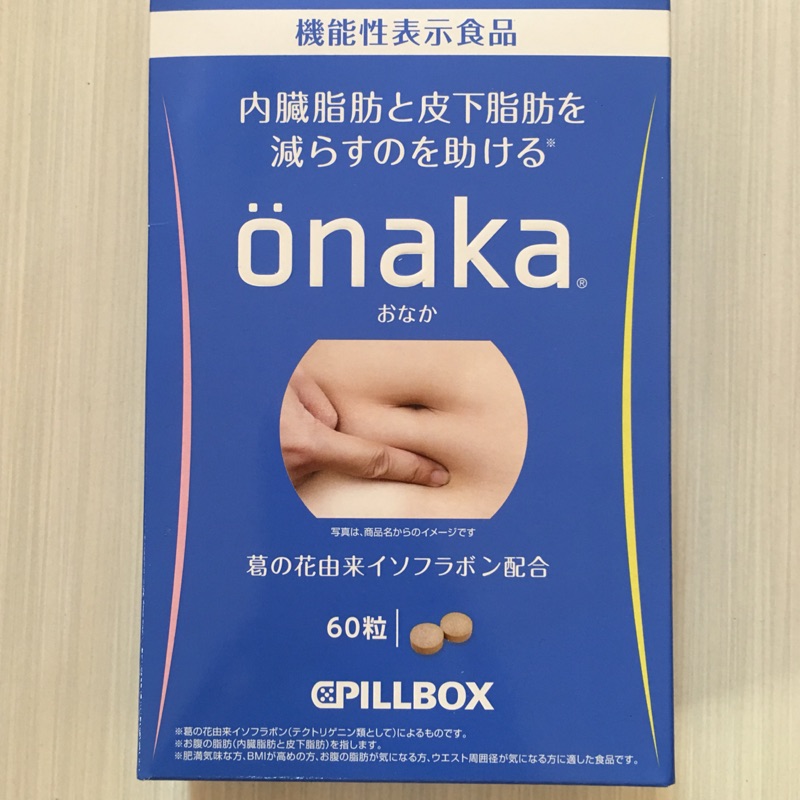 機能性表示食品
内臓脂肪と皮下脂肪を
減らすのを助ける※
önaka®
おなか
写真は、商品名からのイメージです
葛の花由来イソフラボン配合
60粒
PILLBOX
※葛の花由来イソフラボン(テクトリゲニン類として)によるものです。
※お腹の脂肪(内臓脂肪と皮下脂肪)を指します。
※肥満気味な方、BMIが高めの方、お腹の脂肪が気になる方、ウエスト周囲径が気になる方に適した食品です。